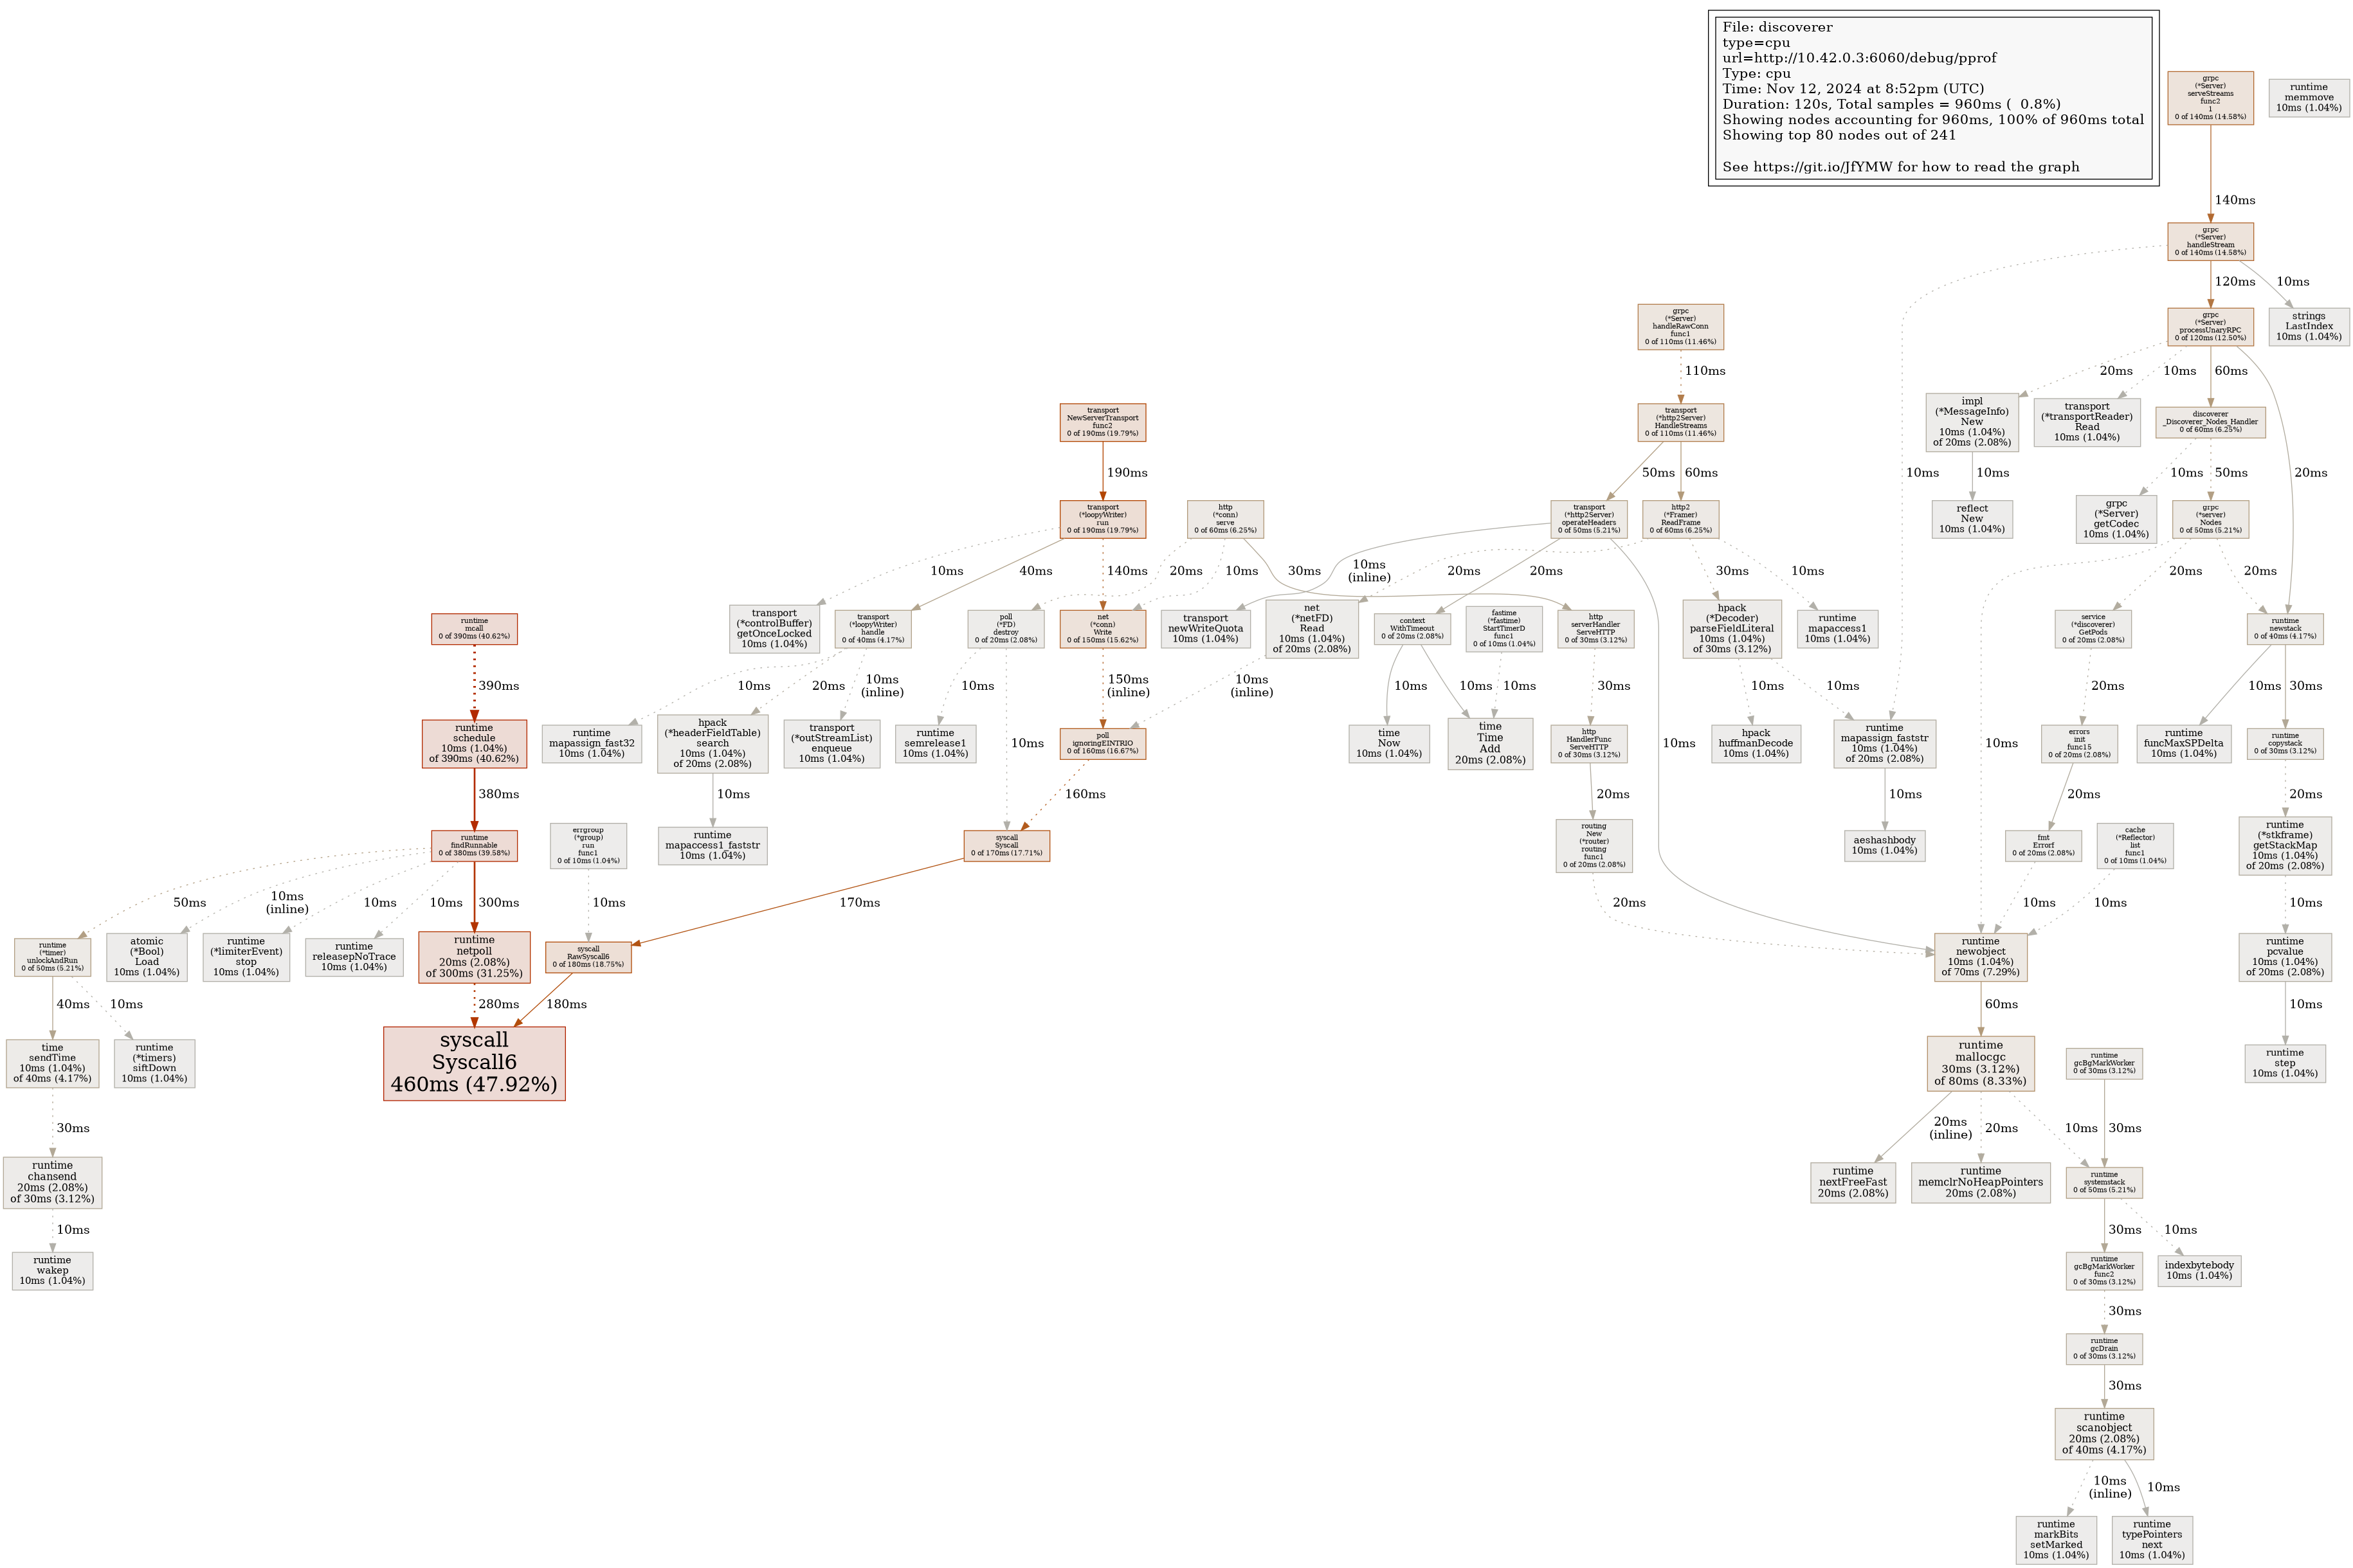 File: discoverer
type=cpu
url=http://10.42.0.3:6060/debug/pprof
Type: cpu
Time: Nov 12, 2024 at 8:52pm (UTC)
Duration: 120s, Total samples = 960ms ( 0.8%)
Showing nodes accounting for 960ms, 100% of 960ms total
Showing top 80 nodes out of 241
See https://git.io/JfYMW for how to read the graph
grpc
(*Server)
serveStreams
func2
1
0 of 140ms (14.58%)
runtime
memmove
10ms (1.04%)
140ms
grpc
(*Server)
handleStream
0 of 140ms (14.58%)
10ms
120ms
10ms
grpc
(*Server)
handleRawConn
func1
0 of 110ms (11.46%)
grpc
(*Server)
processUnaryRPC
0 of 120ms (12.50%)
strings
LastIndex
10ms (1.04%)
110ms
20ms
10ms
60ms
20ms
transport
NewServerTransport
func2
0 of 190ms (19.79%)
transport
(*http2Server)
HandleStreams
0 of 110ms (11.46%)
impl
(*MessageInfo)
New
10ms (1.04%)
of 20ms (2.08%)
transport
(*transportReader)
Read
10ms (1.04%)
discoverer
_Discoverer_Nodes_Handler
0 of 60ms (6.25%)
190ms
50ms
60ms
10ms
10ms
50ms
transport
(*loopyWriter)
run
0 of 190ms (19.79%)
http
(*conn)
serve
0 of 60ms (6.25%)
transport
(*http2Server)
operateHeaders
0 of 50ms (5.21%)
http2
(*Framer)
ReadFrame
0 of 60ms (6.25%)
reflect
New
10ms (1.04%)
grpc
(*Server)
getCodec
10ms (1.04%)
grpc
(*server)
Nodes
0 of 50ms (5.21%)
10ms
40ms
140ms
20ms
10ms
30ms
10ms
(inline)
20ms
10ms
20ms
30ms
10ms
10ms
20ms
20ms
runtime
mcall
0 of 390ms (40.62%)
transport
(*controlBuffer)
getOnceLocked
10ms (1.04%)
transport
(*loopyWriter)
handle
0 of 40ms (4.17%)
poll
(*FD)
destroy
0 of 20ms (2.08%)
net
(*conn)
Write
0 of 150ms (15.62%)
transport
newWriteQuota
10ms (1.04%)
net
(*netFD)
Read
10ms (1.04%)
of 20ms (2.08%)
context
WithTimeout
0 of 20ms (2.08%)
fastime
(*fastime)
StartTimerD
func1
0 of 10ms (1.04%)
http
serverHandler
ServeHTTP
0 of 30ms (3.12%)
hpack
(*Decoder)
parseFieldLiteral
10ms (1.04%)
of 30ms (3.12%)
runtime
mapaccess1
10ms (1.04%)
service
(*discoverer)
GetPods
0 of 20ms (2.08%)
runtime
newstack
0 of 40ms (4.17%)
390ms
10ms
20ms
10ms
(inline)
10ms
10ms
150ms
(inline)
10ms
(inline)
10ms
10ms
10ms
30ms
10ms
10ms
20ms
10ms
30ms
runtime
schedule
10ms (1.04%)
of 390ms (40.62%)
runtime
mapassign_fast32
10ms (1.04%)
hpack
(*headerFieldTable)
search
10ms (1.04%)
of 20ms (2.08%)
transport
(*outStreamList)
enqueue
10ms (1.04%)
runtime
semrelease1
10ms (1.04%)
poll
ignoringEINTRIO
0 of 160ms (16.67%)
time
Now
10ms (1.04%)
time
Time
Add
20ms (2.08%)
http
HandlerFunc
ServeHTTP
0 of 30ms (3.12%)
hpack
huffmanDecode
10ms (1.04%)
runtime
mapassign_faststr
10ms (1.04%)
of 20ms (2.08%)
errors
init
func15
0 of 20ms (2.08%)
runtime
funcMaxSPDelta
10ms (1.04%)
runtime
copystack
0 of 30ms (3.12%)
380ms
10ms
160ms
20ms
10ms
20ms
20ms
runtime
findRunnable
0 of 380ms (39.58%)
errgroup
(*group)
run
func1
0 of 10ms (1.04%)
runtime
mapaccess1_faststr
10ms (1.04%)
syscall
Syscall
0 of 170ms (17.71%)
routing
New
(*router)
routing
func1
0 of 20ms (2.08%)
aeshashbody
10ms (1.04%)
fmt
Errorf
0 of 20ms (2.08%)
cache
(*Reflector)
list
func1
0 of 10ms (1.04%)
runtime
(*stkframe)
getStackMap
10ms (1.04%)
of 20ms (2.08%)
50ms
10ms
(inline)
10ms
10ms
300ms
10ms
170ms
20ms
10ms
10ms
10ms
runtime
(*timer)
unlockAndRun
0 of 50ms (5.21%)
atomic
(*Bool)
Load
10ms (1.04%)
runtime
(*limiterEvent)
stop
10ms (1.04%)
runtime
releasepNoTrace
10ms (1.04%)
runtime
netpoll
20ms (2.08%)
of 300ms (31.25%)
syscall
RawSyscall6
0 of 180ms (18.75%)
runtime
newobject
10ms (1.04%)
of 70ms (7.29%)
runtime
pcvalue
10ms (1.04%)
of 20ms (2.08%)
40ms
10ms
280ms
180ms
60ms
10ms
time
sendTime
10ms (1.04%)
of 40ms (4.17%)
runtime
(*timers)
siftDown
10ms (1.04%)
syscall
Syscall6
460ms (47.92%)
runtime
mallocgc
30ms (3.12%)
of 80ms (8.33%)
runtime
gcBgMarkWorker
0 of 30ms (3.12%)
runtime
step
10ms (1.04%)
30ms
20ms
(inline)
20ms
10ms
30ms
runtime
chansend
20ms (2.08%)
of 30ms (3.12%)
runtime
nextFreeFast
20ms (2.08%)
runtime
memclrNoHeapPointers
20ms (2.08%)
runtime
systemstack
0 of 50ms (5.21%)
10ms
30ms
10ms
runtime
wakep
10ms (1.04%)
runtime
gcBgMarkWorker
func2
0 of 30ms (3.12%)
indexbytebody
10ms (1.04%)
30ms
runtime
gcDrain
0 of 30ms (3.12%)
30ms
runtime
scanobject
20ms (2.08%)
of 40ms (4.17%)
10ms
(inline)
10ms
runtime
markBits
setMarked
10ms (1.04%)
runtime
typePointers
next
10ms (1.04%)